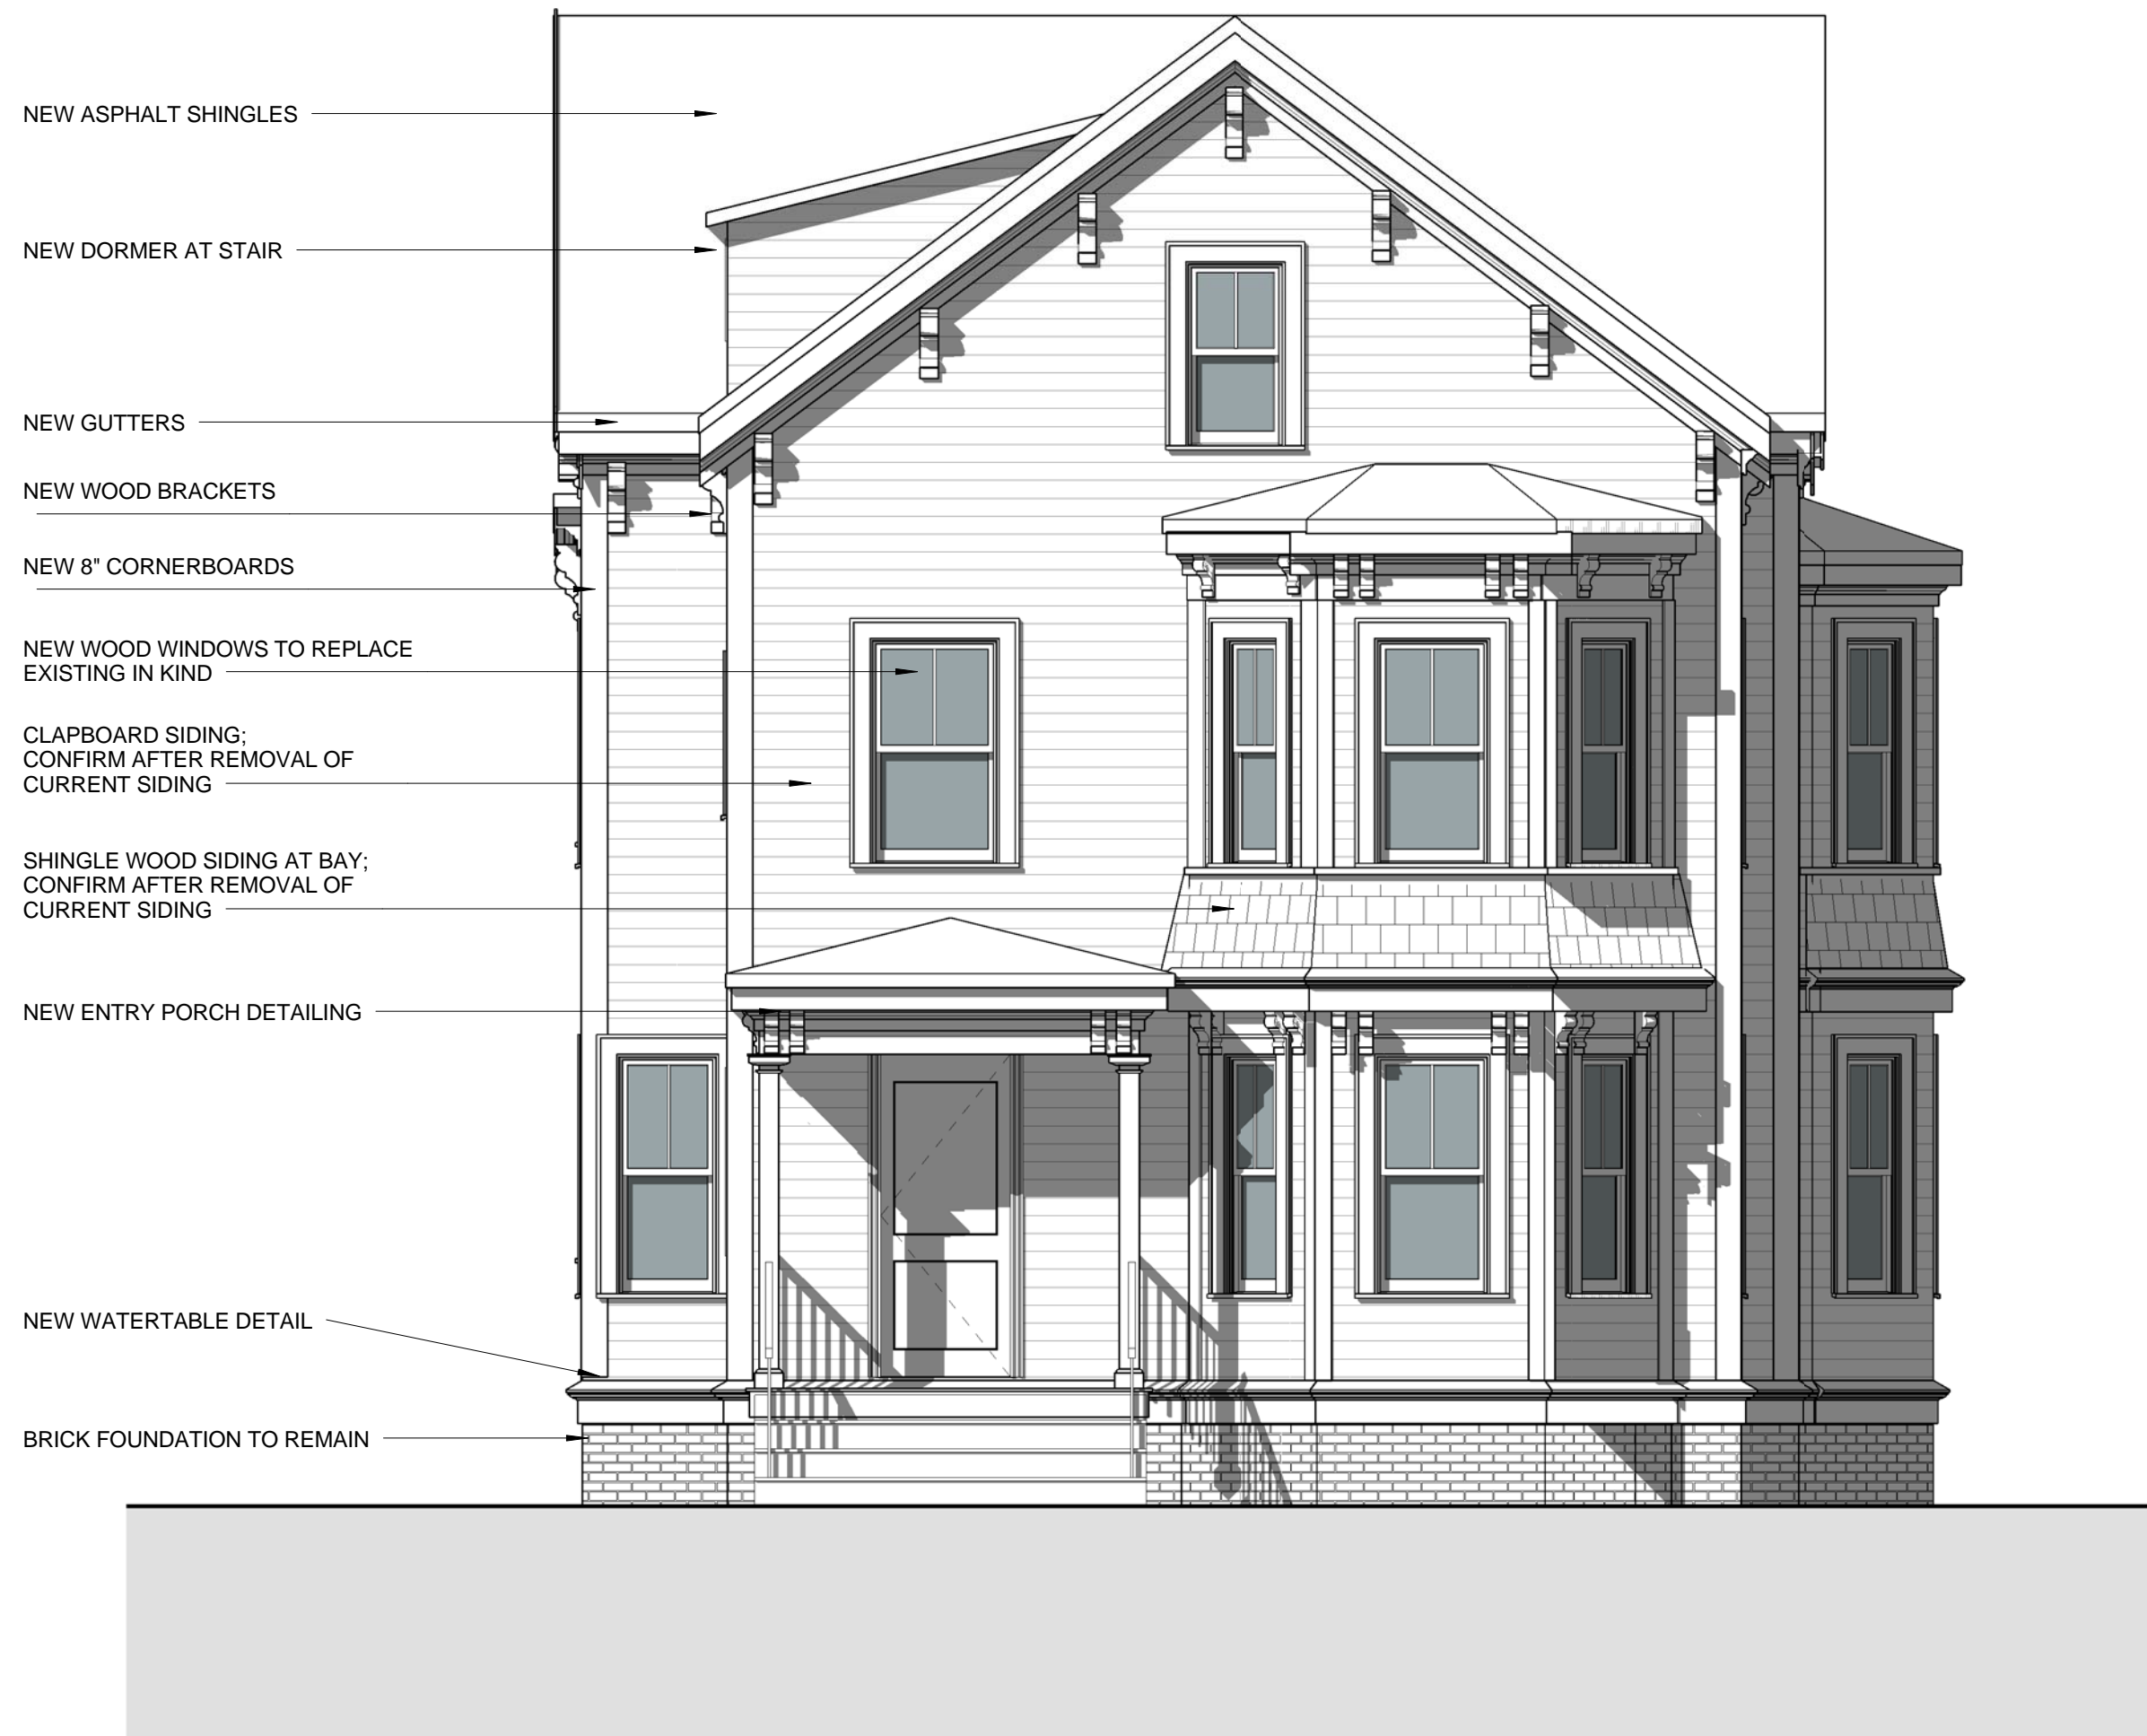 NEW ASPHALT SHINGLES
NEW DORMER AT STAIR
NEW GUTTERS
NEW WOOD BRACKETS
NEW 8" CORNERBOARDS
NEW WOOD WINDOWS TO REPLACE
EXISTING IN KIND
CLAPBOARD SIDING;
CONFIRM AFTER REMOVAL OF
CURRENT SIDING
SHINGLE WOOD SIDING AT BAY;
CONFIRM AFTER REMOVAL OF
CURRENT SIDING
NEW ENTRY PORCH DETAILING
NEW WATERTABLE DETAIL
BRICK FOUNDATION TO REMAIN